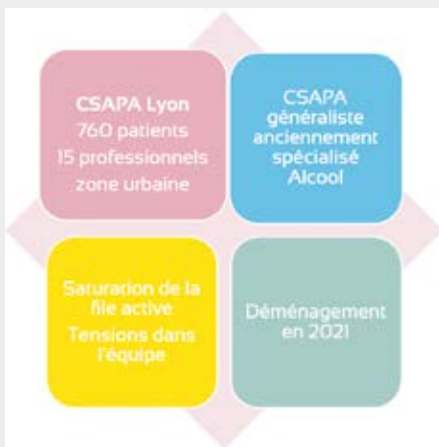 CSAPA Lyon
760 patients
15 professionnels
zone urbaine
CSAPA
généraliste
anciennement
spécialisé
Alcool
Saturation de la
file active
Tensions dans
l'équipe
Déménagement
en 2021